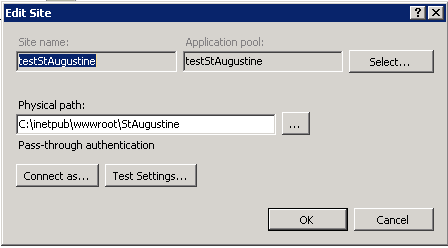 Edit Site
Site name: Application pool:
testStAugustine testStAugustine Select...
Physical path:
C:\inetpub\wwwroot\StAugustine ...
Pass-through authentication
Connect as... Test Settings...
OK Cancel